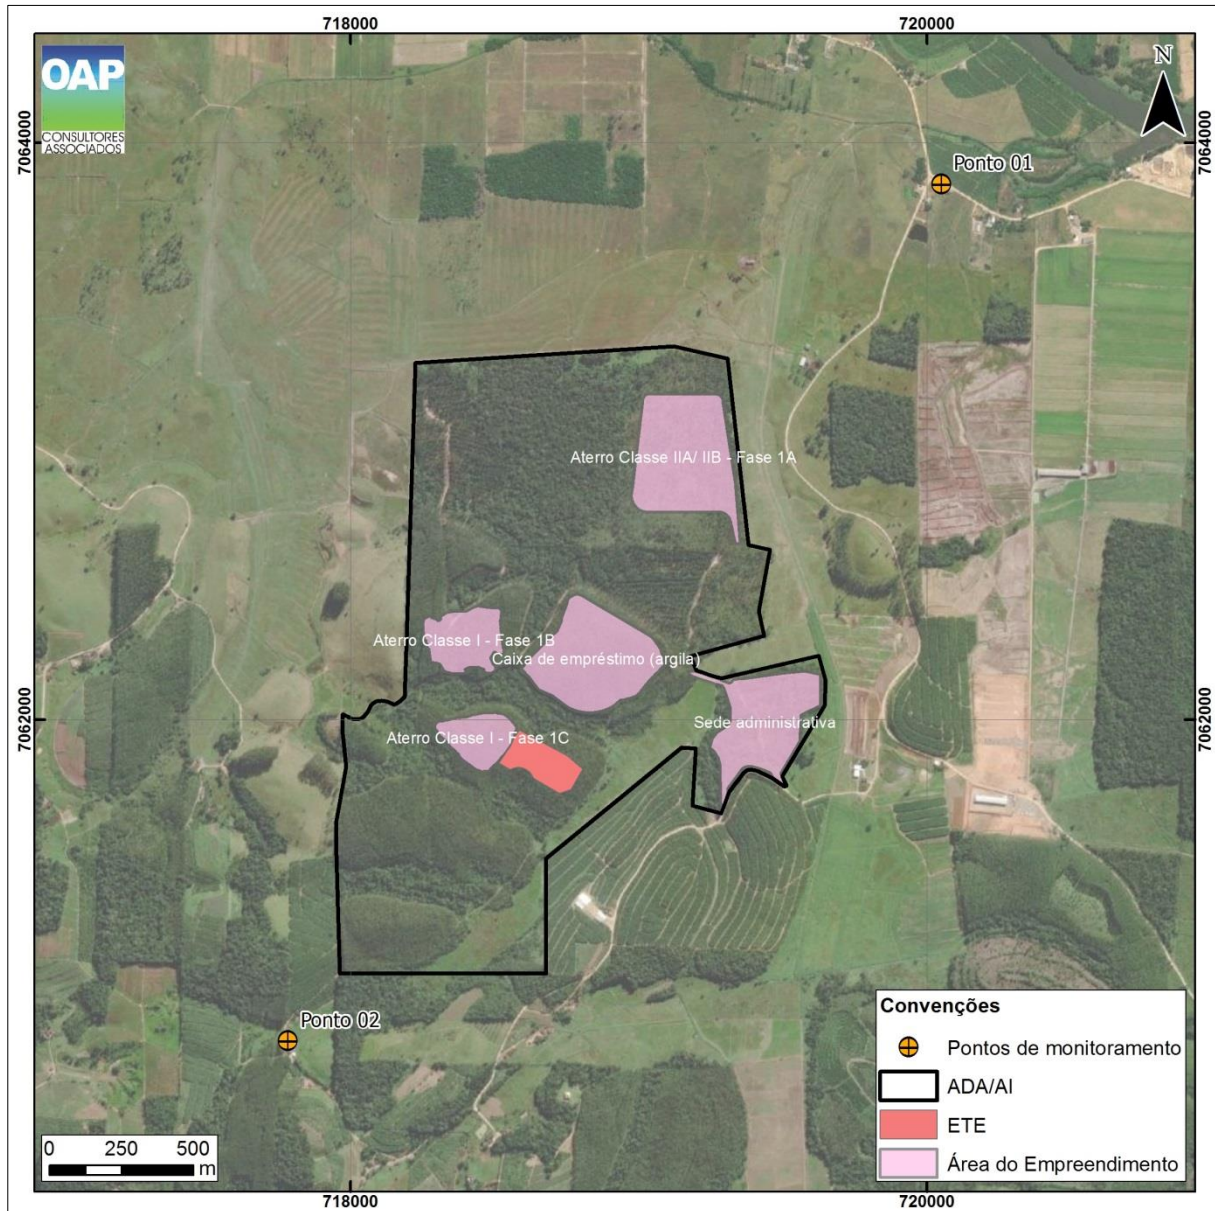 718000
720000
OAP
CONSULTORES
ASSOCIADOS
N
7064000
7064000
Ponto 01
Aterro Classe IIA/ IIB - Fase 1A
Aterro Classe I - Fase 1B
Caixa de empréstimo (argila)
7062000
7062000
Sede administrativa
Aterro Classe I - Fase 1C
Ponto 02
Convenções
Pontos de monitoramento
ADA/AI
ETE
Área do Empreendimento
0 250 500
m
718000
720000